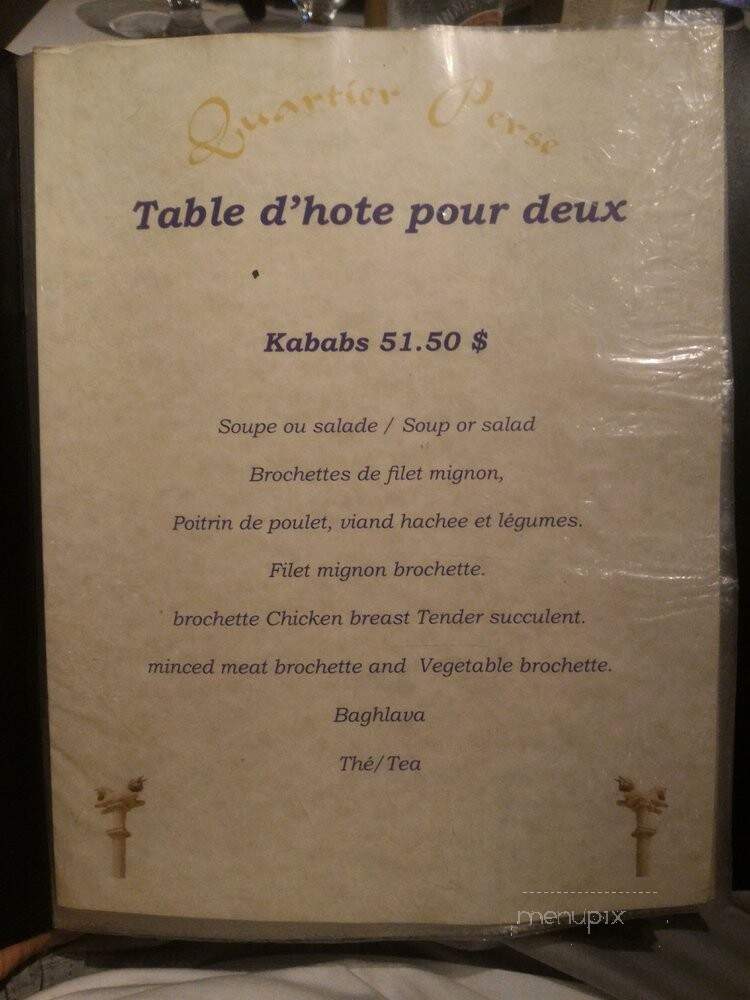 Quartier Perse
Table d'hote pour deux
Kababs 51.50 $
Soupe ou salade / Soup or salad
Brochettes de filet mignon,
Poitrin de poulet, viand hachee et légumes.
Filet mignon brochette.
brochette Chicken breast Tender succulent.
minced meat brochette and Vegetable brochette.
Baghlava
Thé/Tea
menupix